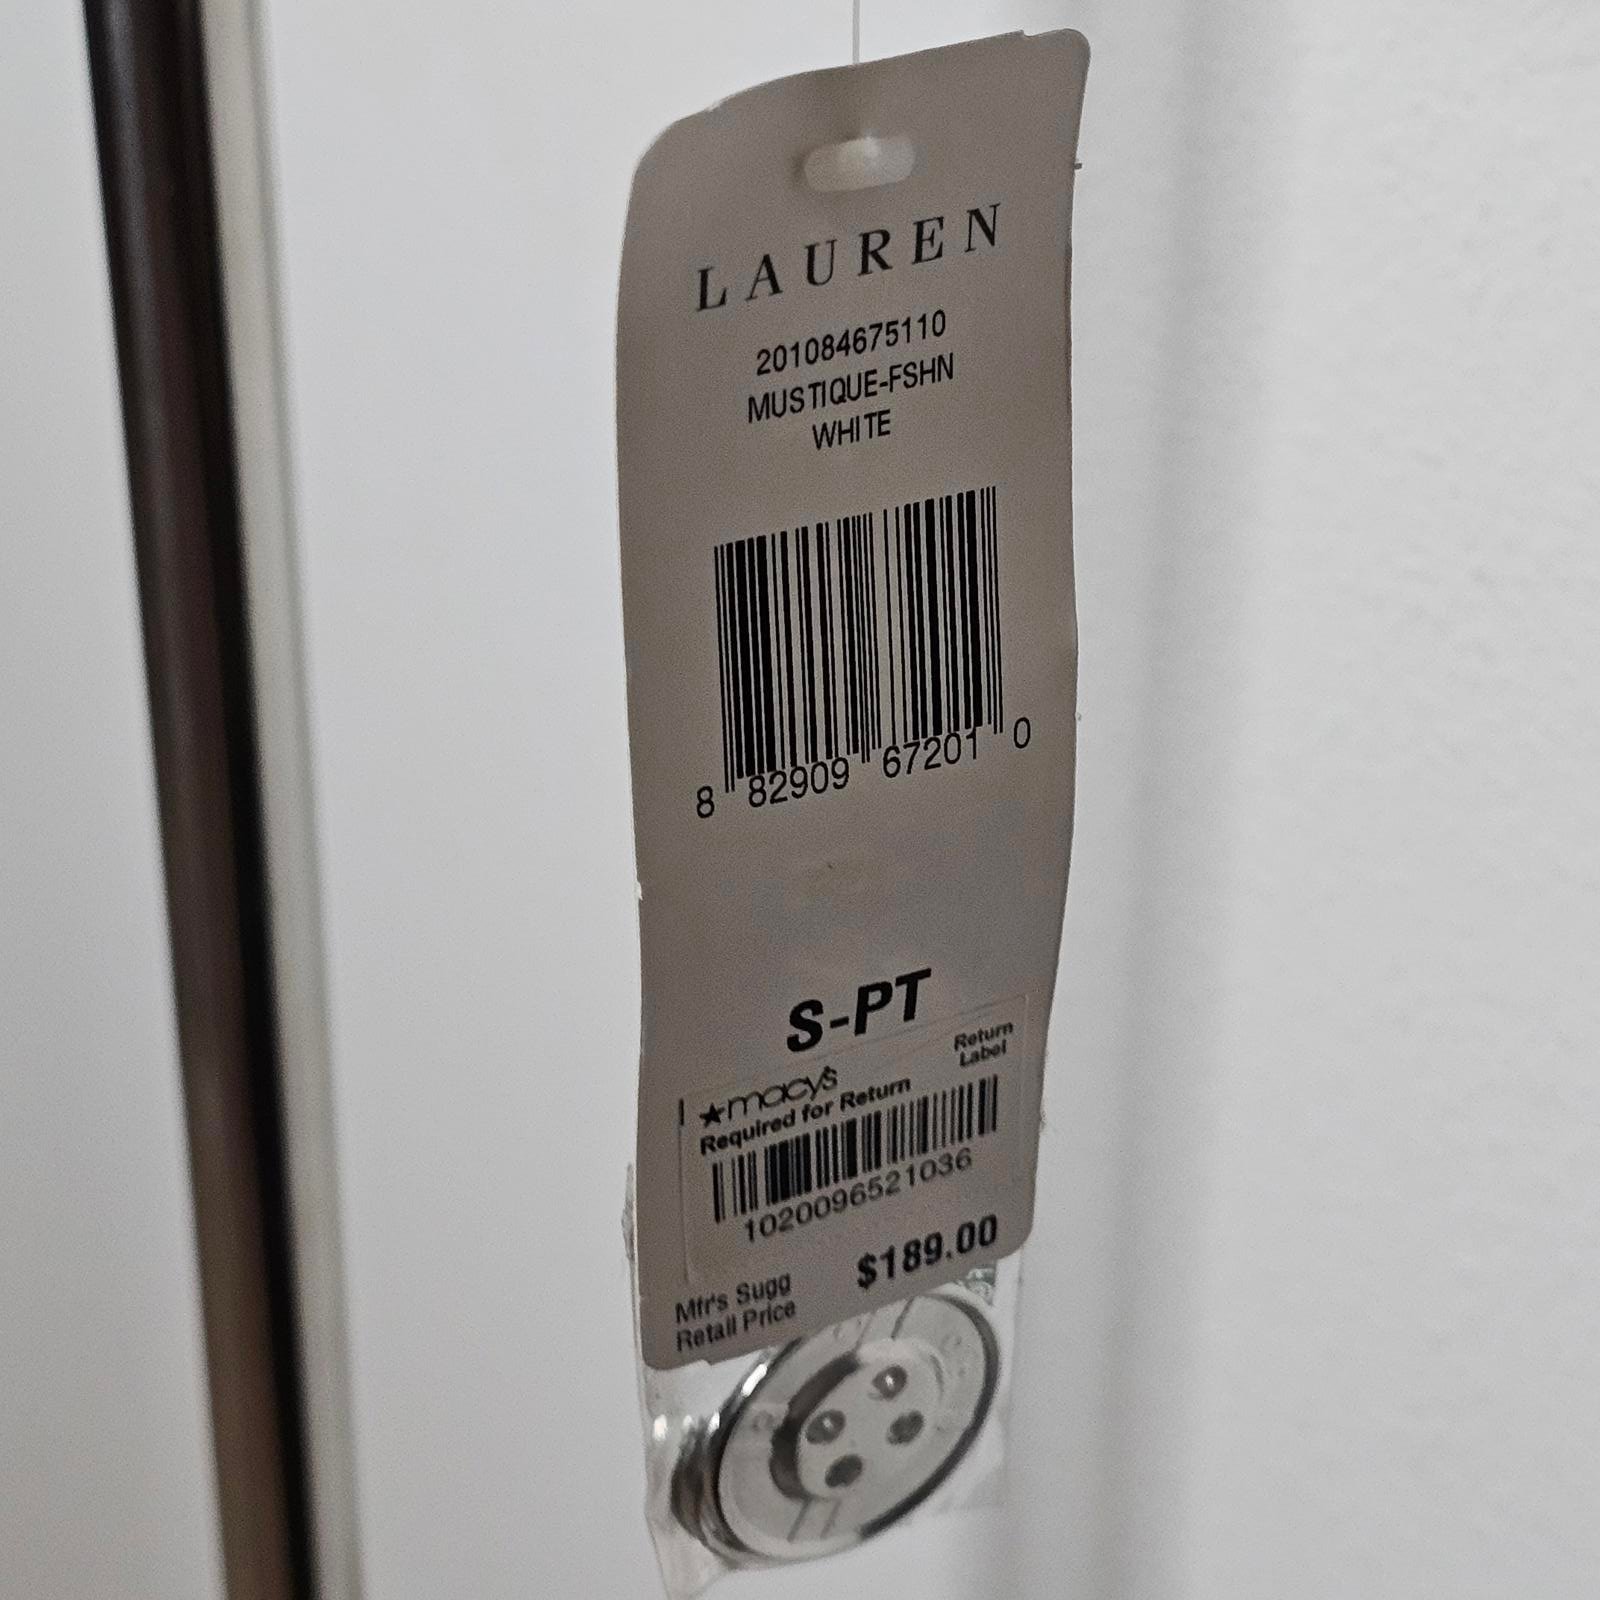 LAUREN
201084675110
MUSTIQUE-FSHN
WHITE
8 82909 67201 0
S-PT
Return
Label
★macy's
Required for Return
1020096521036
$189.00
Mfr's Sugg
Retail Price